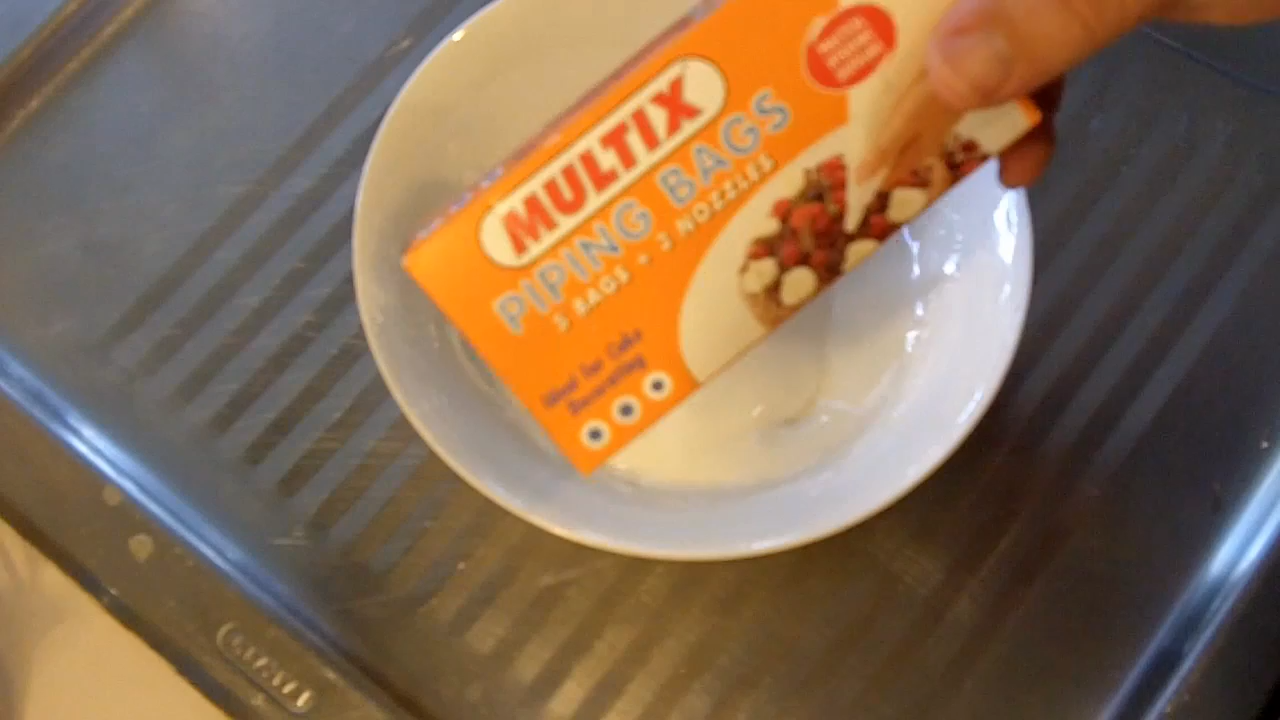 MULTIX
PIPING BAGS
3 BAGS - 3 NOZZLES
Ideal for Cake
Decorating